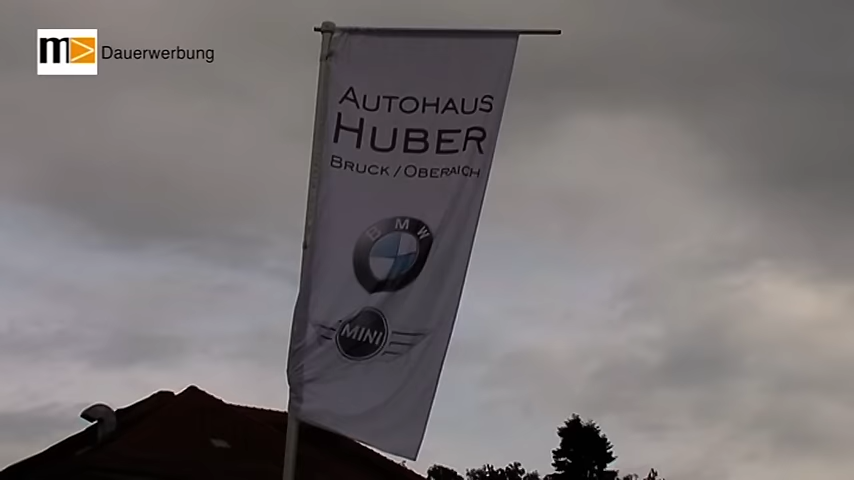 m Dauerwerbung
AUTOHAUS
HUBER
BRUCK/OBERAICH
BMW
MINI